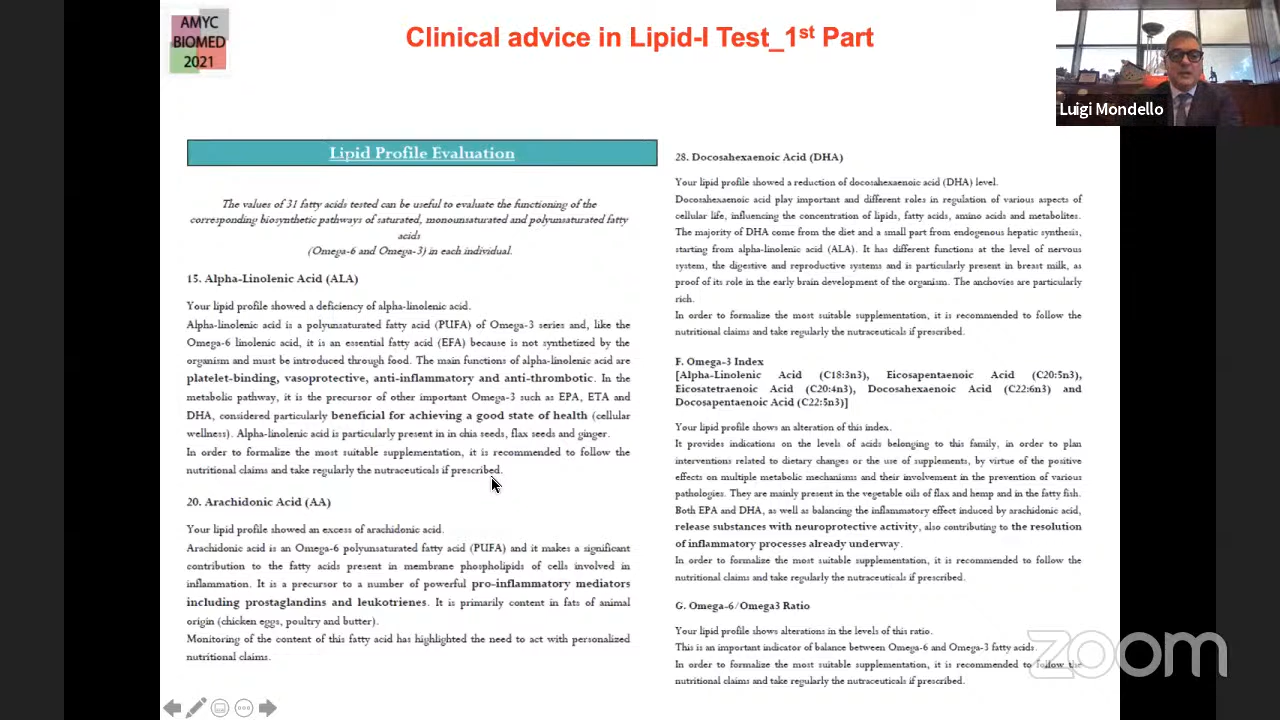 AMYC
BIOMED
2021
Clinical advice in Lipid-I Test_1st Part
Luigi Mondello
Lipid Profile Evaluation
The values of 31 fatty acids tested can be useful to evaluate the functioning of the
corresponding biosynthetic pathways of saturated, monounsaturated and polyunsaturated fatty
acids
(Omega-6 and Omega-3) in each individual.
15. Alpha-Linolenic Acid (ALA)
Your lipid profile showed a deficiency of alpha-linolenic acid.
Alpha-linolenic acid is a polyunsaturated fatty acid (PUFA) of Omega-3 series and, like the
Omega-6 linolenic acid, it is an essential fatty acid (EFA) because is not synthetized by the
organism and must be introduced through food. The main functions of alpha-linolenic acid are
platelet-binding, vasoprotective, anti-inflammatory and anti-thrombotic. In the
metabolic pathway, it is the precursor of other important Omega-3 such as EPA, ETA and
DHA, considered particularly beneficial for achieving a good state of health (cellular
wellness). Alpha-linolenic acid is particularly present in in chia seeds, flax seeds and ginger.
In order to formalize the most suitable supplementation, it is recommended to follow the
nutritional claims and take regularly the nutraceuticals if prescribed.
20. Arachidonic Acid (AA)
Your lipid profile showed an excess of arachidonic acid.
Arachidonic acid is an Omega-6 polyunsaturated fatty acid (PUFA) and it makes a significant
contribution to the fatty acids present in membrane phospholipids of cells involved in
inflammation. It is a precursor to a number of powerful pro-inflammatory mediators
including prostaglandins and leukotrienes. It is primarily content in fats of animal
origin (chicken eggs, poultry and butter).
Monitoring of the content of this fatty acid has highlighted the need to act with personalized
nutritional claims.
28. Docosahexaenoic Acid (DHA)
Your lipid profile showed a reduction of docosahexaenoic acid (DHA) level.
Docosahexaenoic acid play important and different roles in regulation of various aspects of
cellular life, influencing the concentration of lipids, fatty acids, amino acids and metabolites.
The majority of DHA come from the diet and a small part from endogenous hepatic synthesis,
starting from alpha-linolenic acid (ALA). It has different functions at the level of nervous
system, the digestive and reproductive systems and is particularly present in breast milk, as
proof of its role in the early brain development of the organism. The anchovies are particularly
rich.
In order to formalize the most suitable supplementation, it is recommended to follow the
nutritional claims and take regularly the nutraceuticals if prescribed.
F. Omega-3 Index
[Alpha-Linolenic Acid (C18:3n3), Eicosapentaenoic Acid (C20:5n3),
Eicosatetraenoic Acid (C20:4n3), Docosahexaenoic Acid (C22:6n3) and
Docosapentaenoic Acid (C22:5n3)]
Your lipid profile shows an alteration of this index.
It provides indications on the levels of acids belonging to this family, in order to plan
interventions related to dietary changes or the use of supplements, by virtue of the positive
effects on multiple metabolic mechanisms and their involvement in the prevention of various
pathologies. They are mainly present in the vegetable oils of flax and hemp and in the fatty fish.
Both EPA and DHA, as well as balancing the inflammatory effect induced by arachidonic acid,
release substances with neuroprotective activity, also contributing to the resolution
of inflammatory processes already underway.
In order to formalize the most suitable supplementation, it is recommended to follow the
nutritional claims and take regularly the nutraceuticals if prescribed.
G. Omega-6/Omega3 Ratio
Your lipid profile shows alterations in the levels of this ratio.
This is an important indicator of balance between Omega-6 and Omega-3 fatty acids.
In order to formalize the most suitable supplementation, it is recommended to follow the
nutritional claims and take regularly the nutraceuticals if prescribed.
zoom